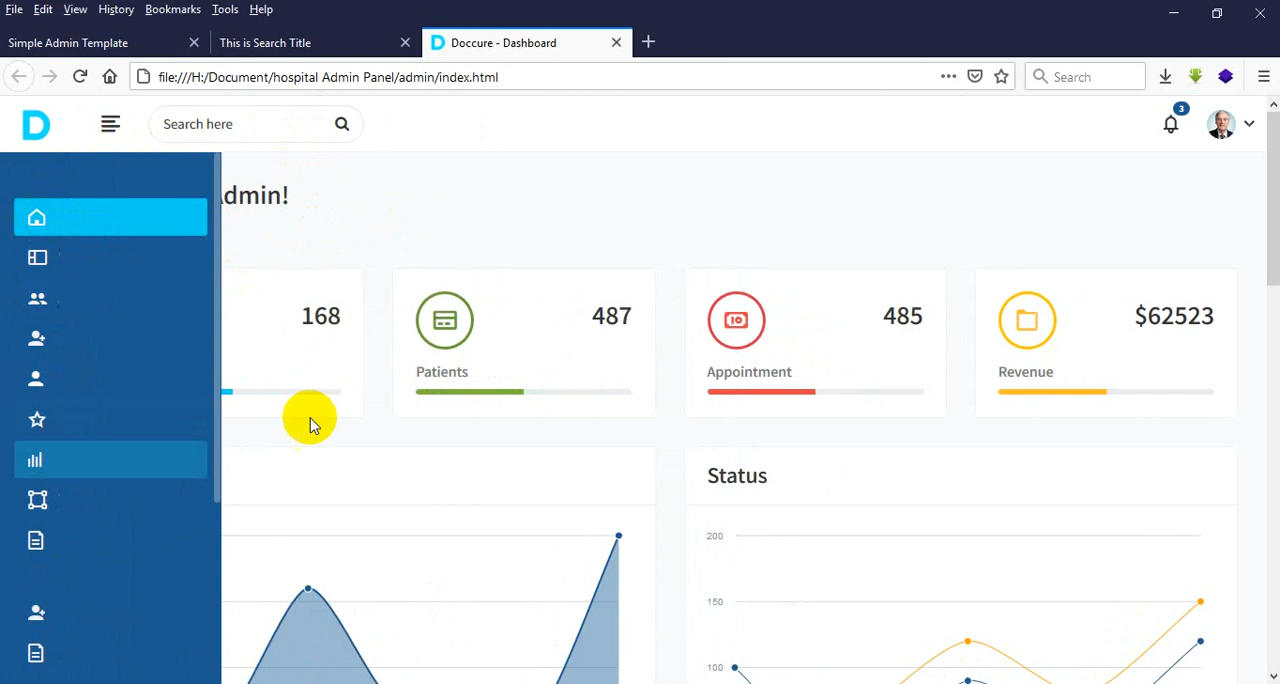 File Edit View History Bookmarks Tools Help
Simple Admin Template This is Search Title Doccure - Dashboard
file:///H:/Document/hospital Admin Panel/admin/index.html Search
D Search here 3
Admin!
168 487 485 $62523
Patients Appointment Revenue
Status
200
150
100